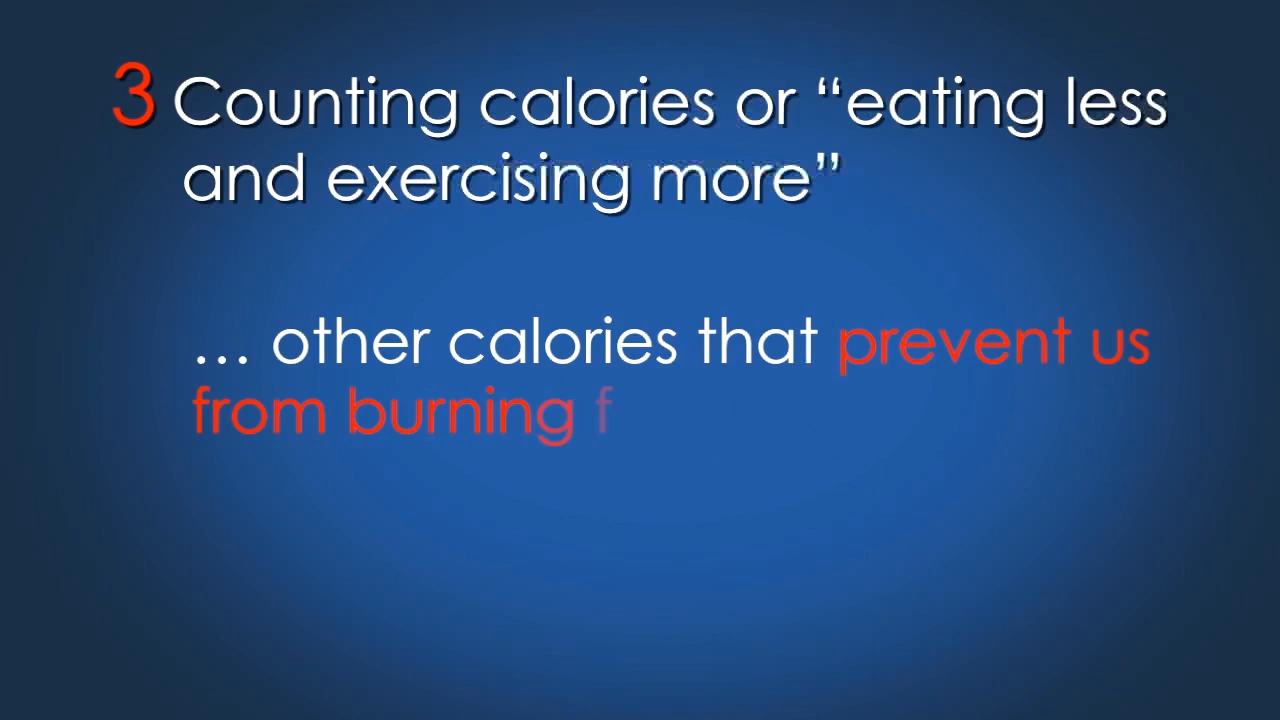 3 Counting calories or “eating less
and exercising more”
… other calories that prevent us
from burning f